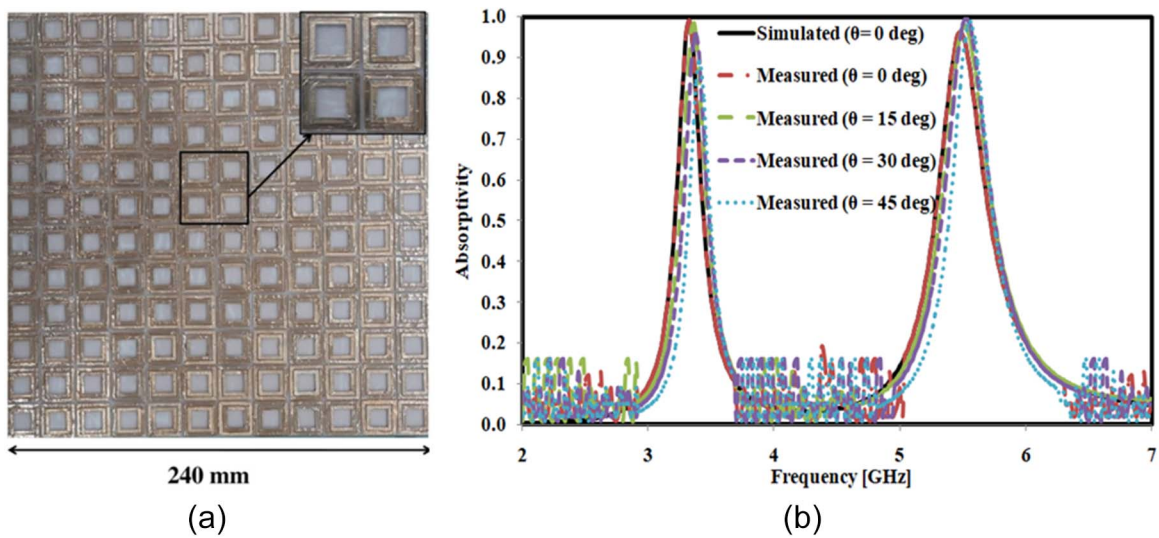 240 mm
(a)
1.0
0.9
0.8
0.7
0.6
0.5
0.4
0.3
0.2
0.1
0.0
Absorptivity
Simulated (θ= 0 deg)
Measured (θ = 0 deg)
Measured (θ = 15 deg)
Measured (θ = 30 deg)
Measured (θ = 45 deg)
2 3 4 5 6 7
Frequency [GHz]
(b)